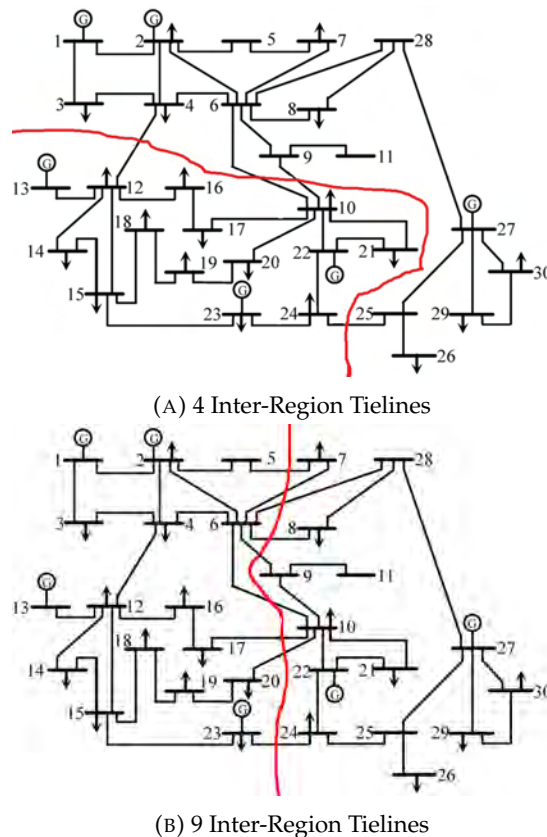 G G
1 2 5 7 28
3 4 6 8
9 11
G
13 12 16 10 G
27
18 17
14 19 20 22 21 G
30
15 G
23 24 25 29
26
(A) 4 Inter-Region Tielines
G G
1 2 5 7 28
3 4 6 8
9 11
G
13 12 16 10 G
27
18 17
14 19 20 22 21 G
30
15 G
23 24 25 29
26
(B) 9 Inter-Region Tielines